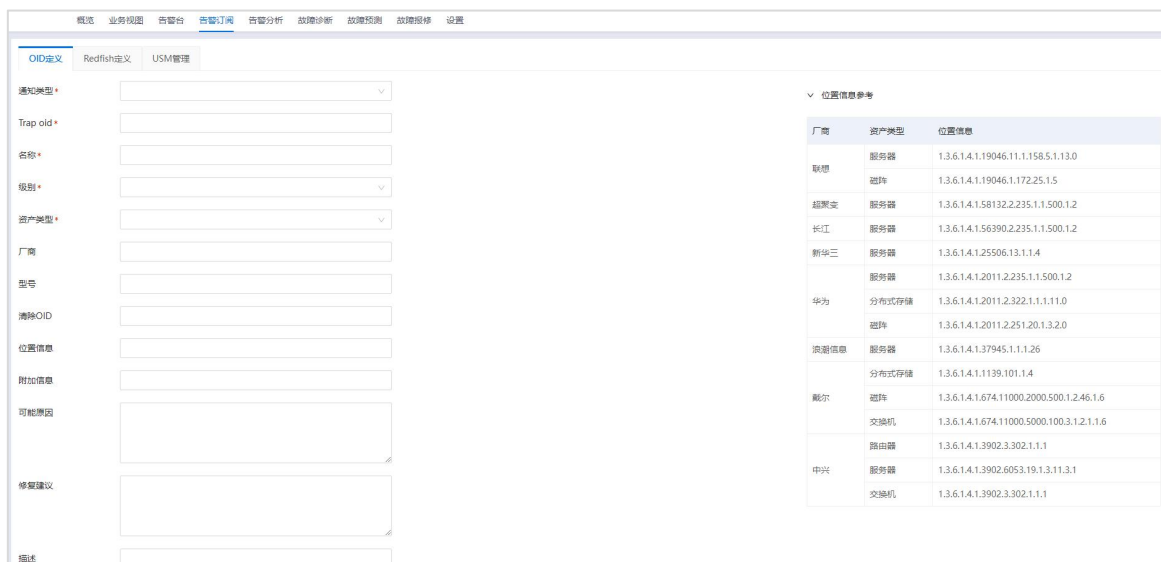 概览 业务视图 告警台 告警订阅 告警分析 故障诊断 故障预测 故障报修 设置
OID定义 Redfish定义 USM管理
通知类型*
Trap oid*
名称*
级别*
资产类型*
厂商
型号
清除OID
位置信息
附加信息
可能原因
修复建议
描述
位置信息参考
厂商 资产类型 位置信息
联想 服务器 1.3.6.1.4.1.19046.11.1.158.5.1.13.0
磁阵 1.3.6.1.4.1.19046.1.172.25.1.5
超聚变 服务器 1.3.6.1.4.1.58132.2.235.1.1.500.1.2
长江 服务器 1.3.6.1.4.1.56390.2.235.1.1.500.1.2
新华三 服务器 1.3.6.1.4.1.25506.13.1.1.4
华为 服务器 1.3.6.1.4.1.2011.2.235.1.1.500.1.2
分布式存储 1.3.6.1.4.1.2011.2.322.1.1.1.11.0
磁阵 1.3.6.1.4.1.2011.2.251.20.1.3.2.0
浪潮信息 服务器 1.3.6.1.4.1.37945.1.1.1.26
戴尔 分布式存储 1.3.6.1.4.1.1139.101.1.4
磁阵 1.3.6.1.4.1.674.11000.2000.500.1.2.46.1.6
交换机 1.3.6.1.4.1.674.11000.5000.100.3.1.2.1.1.6
中兴 路由器 1.3.6.1.4.1.3902.3.302.1.1.1
服务器 1.3.6.1.4.1.3902.6053.19.1.3.11.3.1
交换机 1.3.6.1.4.1.3902.3.302.1.1.1